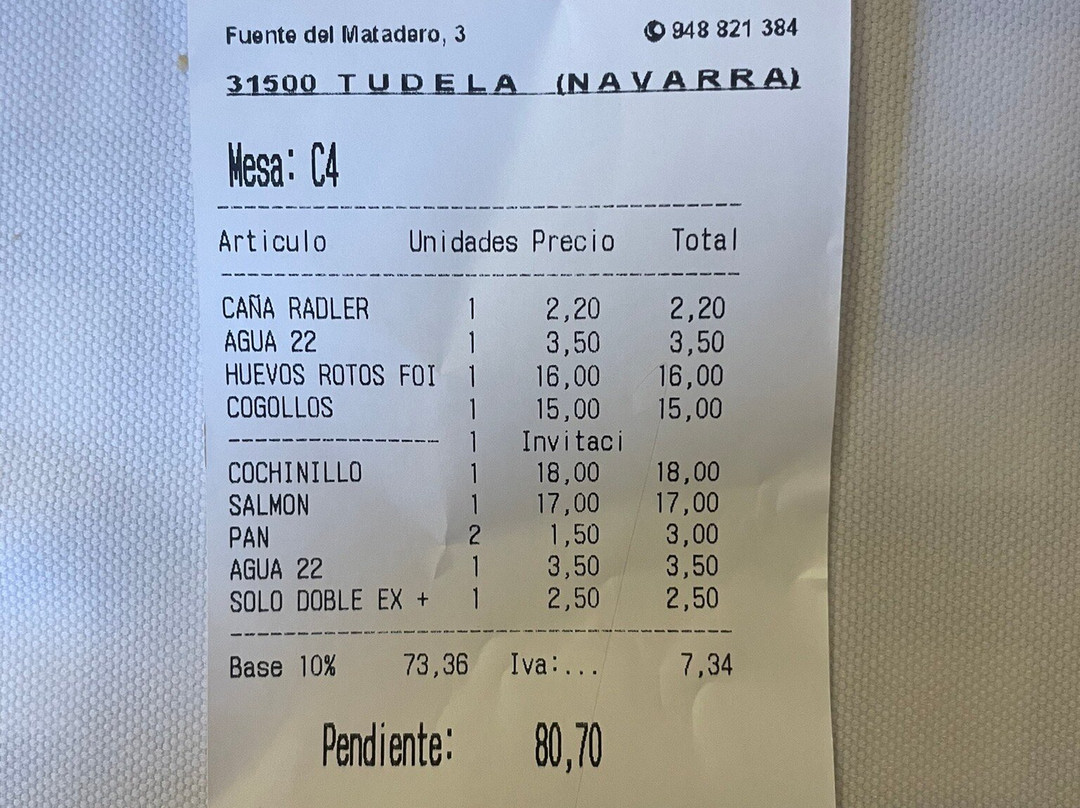 Fuente del Matadero, 3 ✆ 948 821 384
31500 TUDELA (NAVARRA)
Mesa: C4
Articulo Unidades Precio Total
CAÑA RADLER 1 2,20 2,20
AGUA 22 1 3,50 3,50
HUEVOS ROTOS FOI 1 16,00 16,00
COGOLLOS 1 15,00 15,00
----------------- 1 Invitaci
COCHINILLO 1 18,00 18,00
SALMON 1 17,00 17,00
PAN 2 1,50 3,00
AGUA 22 1 3,50 3,50
SOLO DOBLE EX + 1 2,50 2,50
Base 10% 73,36 Iva:... 7,34
Pendiente: 80,70